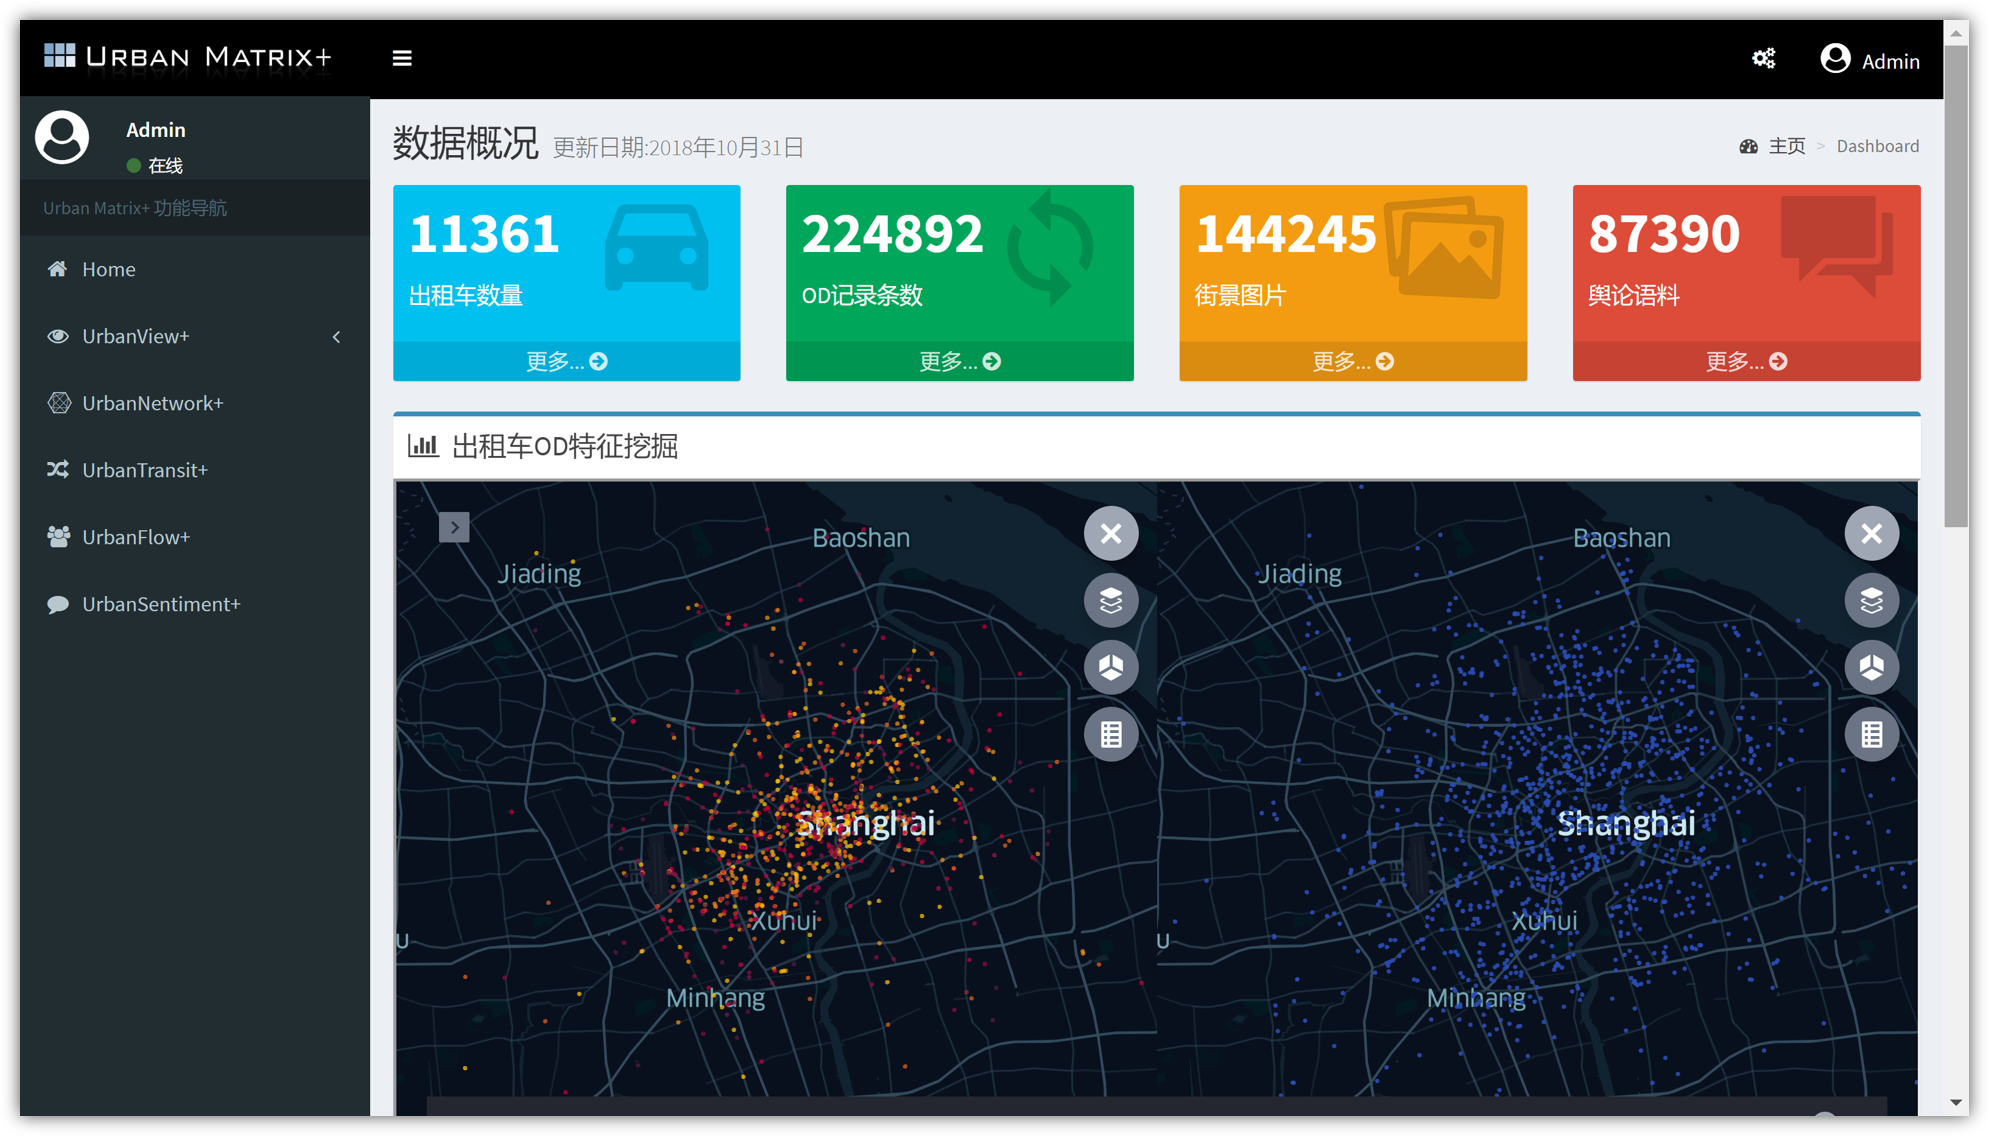 URBAN MATRIX+
Admin
Admin
在线
Urban Matrix+ 功能导航
Home
UrbanView+
UrbanNetwork+
UrbanTransit+
UrbanFlow+
UrbanSentiment+
数据概况 更新日期:2018年10月31日
主页 > Dashboard
11361
出租车数量
更多...
224892
OD记录条数
更多...
144245
街景图片
更多...
87390
舆论语料
更多...
出租车OD特征挖掘
Baoshan
Jiading
Shanghai
Xuhui
U
Minhang
Baoshan
Jiading
Shanghai
Xuhui
U
Minhang